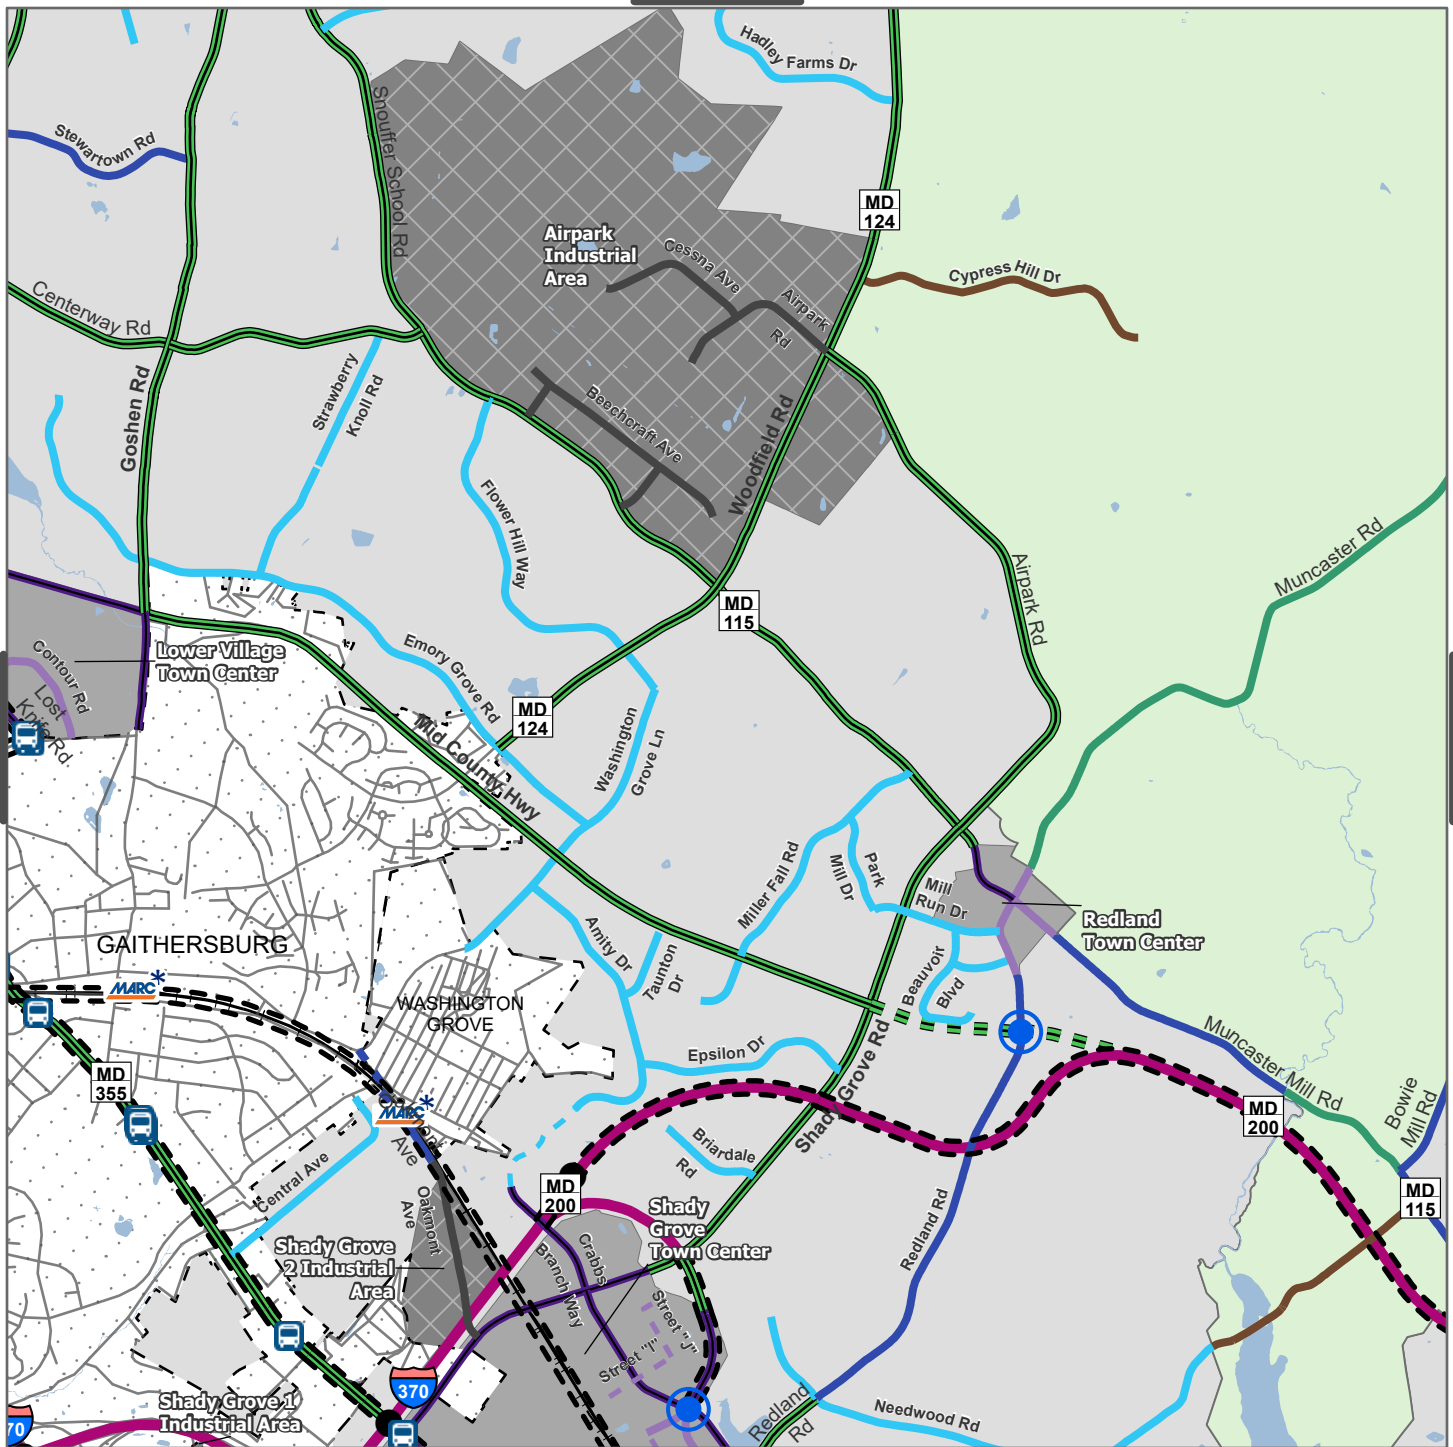 Hadley Farms Dr
Stewartown Rd
Snouffer School Rd
MD
124
Airpark
Industrial
Area
Cessna Ave
Airpark
Rd
Cypress Hill Dr
Centerway Rd
Goshen Rd
Strawberry
Knoll Rd
Beechcraft Ave
Woodfield Rd
Flower Hill Way
Airpark Rd
Muncaster Rd
MD
115
Contour Rd
Lost
Knife Rd
Lower Village
Town Center
Emory Grove Rd
MD
124
Mid County Hwy
Washington
Grove Ln
Miller Fall Rd
Park
Mill Dr
Mill
Run Dr
Redland
Town Center
GAITHERSBURG
MARC*
Amity Dr
Taunton
Dr
Beauvoir
Blvd
WASHINGTON
GROVE
Epsilon Dr
Shady Grove Rd
Muncaster Mill Rd
MD
355
MARC*
Oakmont
Ave
Bowie
Mill Rd
MD
200
Briardale
Rd
Central Ave
MD
200
MD
115
Oakmont
Ave
Shady
Grove
Town Center
Redland Rd
Shady Grove
2 Industrial
Area
Crabbs
Branch Way
Street "J"
Street "I"
370
Shady Grove 1
Industrial Area
70
Redland
Rd
Needwood Rd